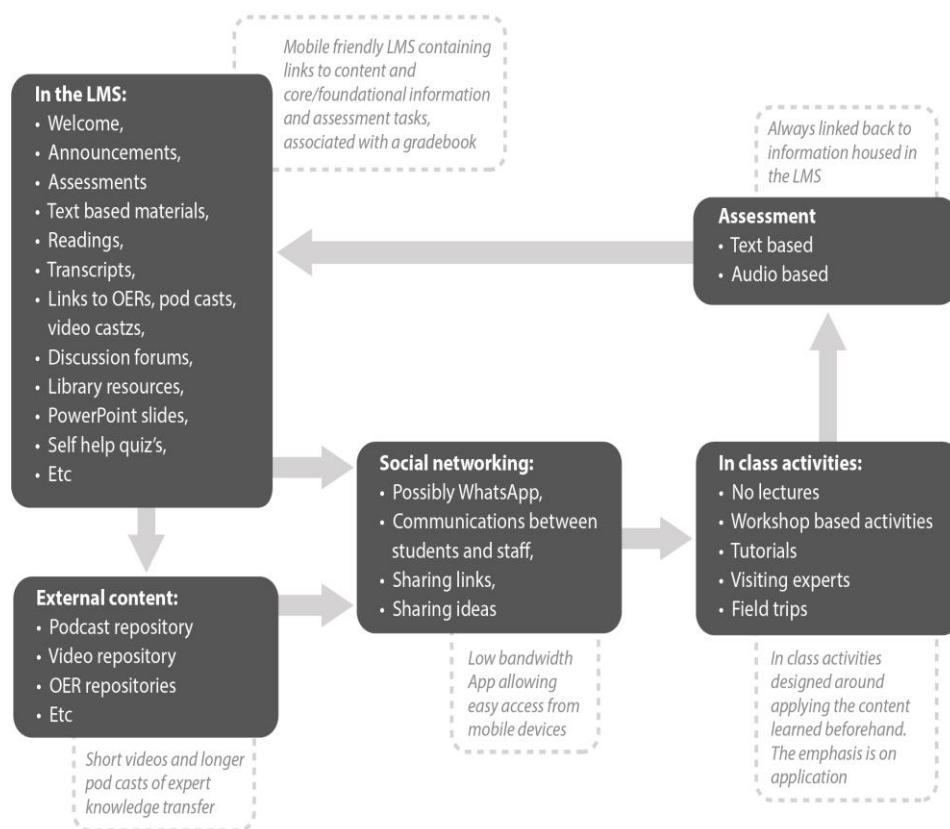 Mobile friendly LMS containing
links to content and
core/foundational information
and assessment tasks,
associated with a gradebook
In the LMS:
• Welcome,
• Announcements,
• Assessments
• Text based materials,
• Readings,
• Transcripts,
• Links to OERs, pod casts,
video castzs,
• Discussion forums,
• Library resources,
• PowerPoint slides,
• Self help quiz's,
• Etc
Always linked back to
information housed in
the LMS
Assessment
• Text based
• Audio based
External content:
• Podcast repository
• Video repository
• OER repositories
• Etc
Short videos and longer
pod casts of expert
knowledge transfer
Social networking:
• Possibly WhatsApp,
• Communications between
students and staff,
• Sharing links,
• Sharing ideas
Low bandwidth
App allowing
easy access from
mobile devices
In class activities:
• No lectures
• Workshop based activities
• Tutorials
• Visiting experts
• Field trips
In class activities
designed around
applying the content
learned beforehand.
The emphasis is on
application